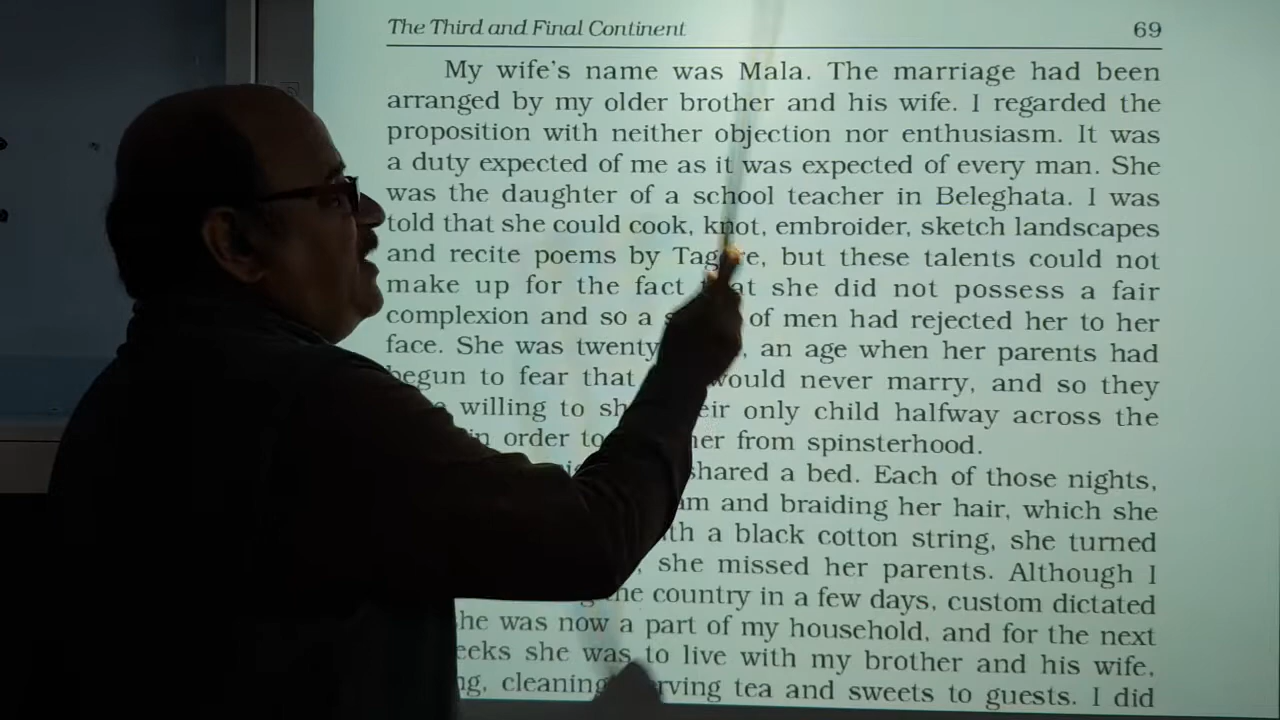 The Third and Final Continent 69
My wife's name was Mala. The marriage had been
arranged by my older brother and his wife. I regarded the
proposition with neither objection nor enthusiasm. It was
a duty expected of me as it was expected of every man. She
was the daughter of a school teacher in Beleghata. I was
told that she could cook, knot, embroider, sketch landscapes
and recite poems by Tagore, but these talents could not
make up for the fact that she did not possess a fair
complexion and so a of men had rejected her to her
face. She was twenty , an age when her parents had
begun to fear that would never marry, and so they
willing to their only child halfway across the
in order to her from spinsterhood.
shared a bed. Each of those nights,
and braiding her hair, which she
with a black cotton string, she turned
, she missed her parents. Although I
the country in a few days, custom dictated
she was now a part of my household, and for the next
weeks she was to live with my brother and his wife,
cleaning, serving tea and sweets to guests. I did